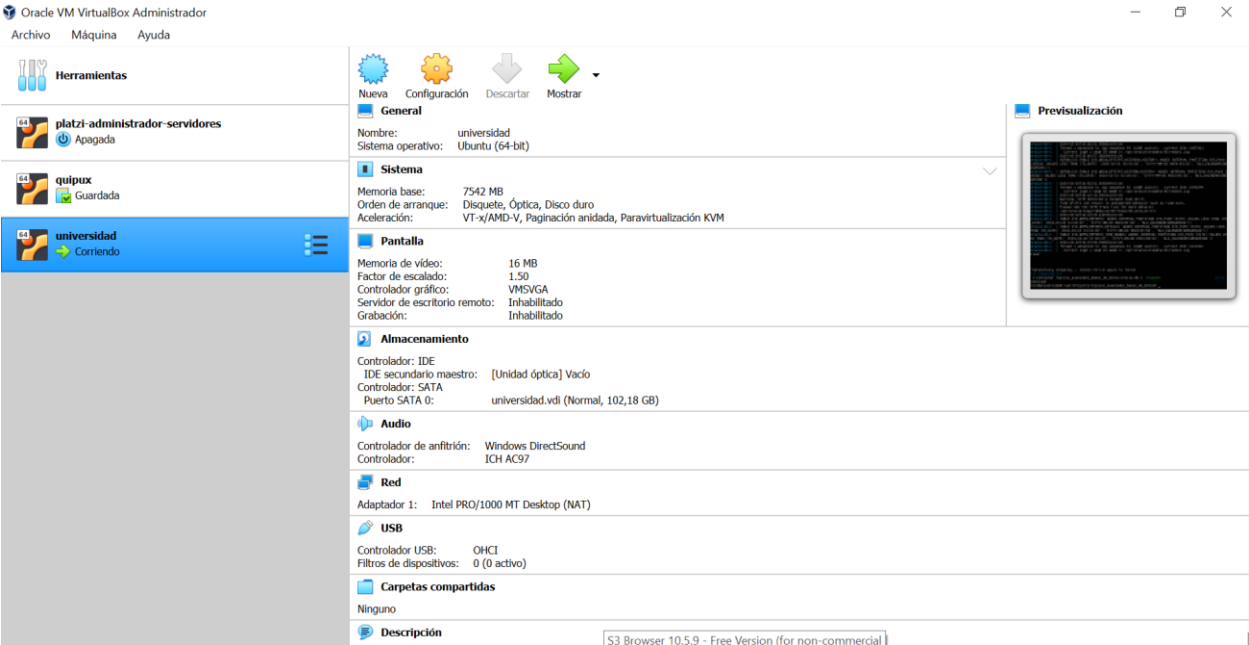 Oracle VM VirtualBox Administrador
Archivo Máquina Ayuda
Herramientas
64 platzi-administrador-servidores
Apagada
64 quipux
Guardada
64 universidad
Corriendo
Nueva Configuración Descartar Mostrar
General
Nombre: universidad
Sistema operativo: Ubuntu (64-bit)
Sistema
Memoria base: 7542 MB
Orden de arranque: Disquete, Óptica, Disco duro
Aceleración: VT-x/AMD-V, Paginación anidada, Paravirtualización KVM
Pantalla
Memoria de vídeo: 16 MB
Factor de escalado: 1.50
Controlador gráfico: VMSVGA
Servidor de escritorio remoto: Inhabilitado
Grabación: Inhabilitado
Previsualización
Almacenamiento
Controlador: IDE
IDE secundario maestro: [Unidad óptica] Vacío
Controlador: SATA
Puerto SATA 0: universidad.vdi (Normal, 102,18 GB)
Audio
Controlador de anfitrión: Windows DirectSound
Controlador: ICH AC97
Red
Adaptador 1: Intel PRO/1000 MT Desktop (NAT)
USB
Controlador USB: OHCI
Filtros de dispositivos: 0 (0 activo)
Carpetas compartidas
Ninguno
Descripción
S3 Browser 10.5.9 - Free Version (for non-commercial